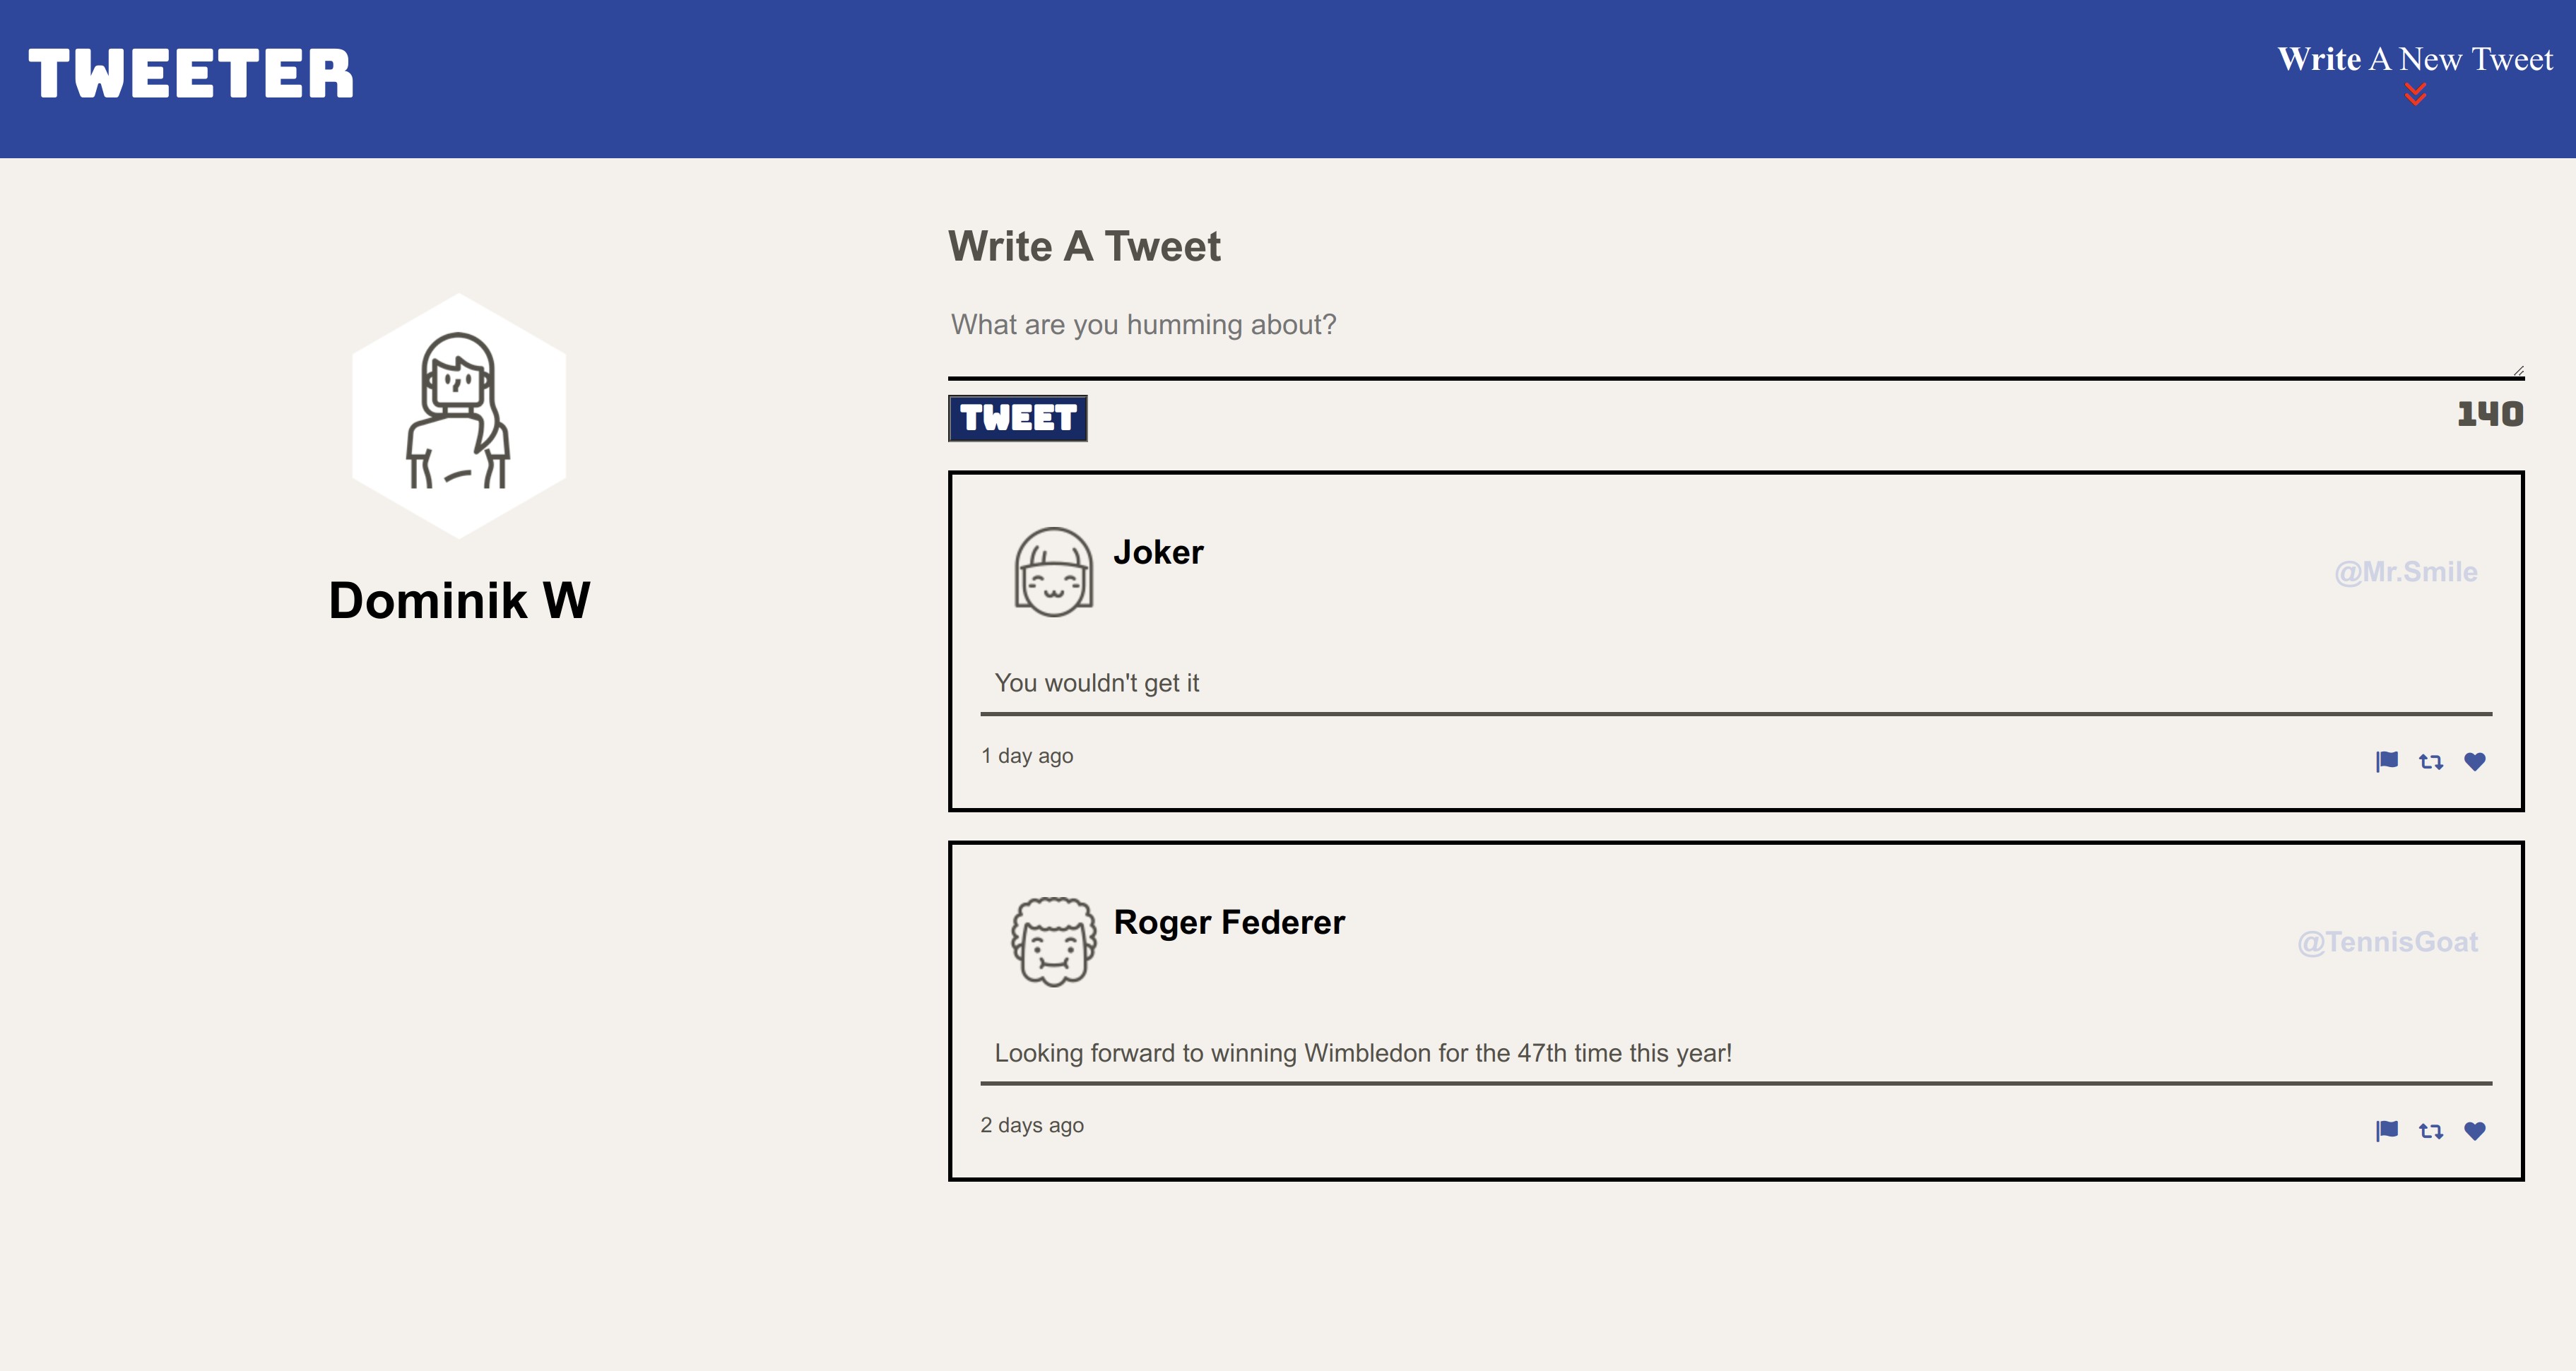 TWEETER
Write A New Tweet
Dominik W
Write A Tweet
What are you humming about?
TWEET
140
Joker
@Mr.Smile
You wouldn't get it
1 day ago
Roger Federer
@TennisGoat
Looking forward to winning Wimbledon for the 47th time this year!
2 days ago